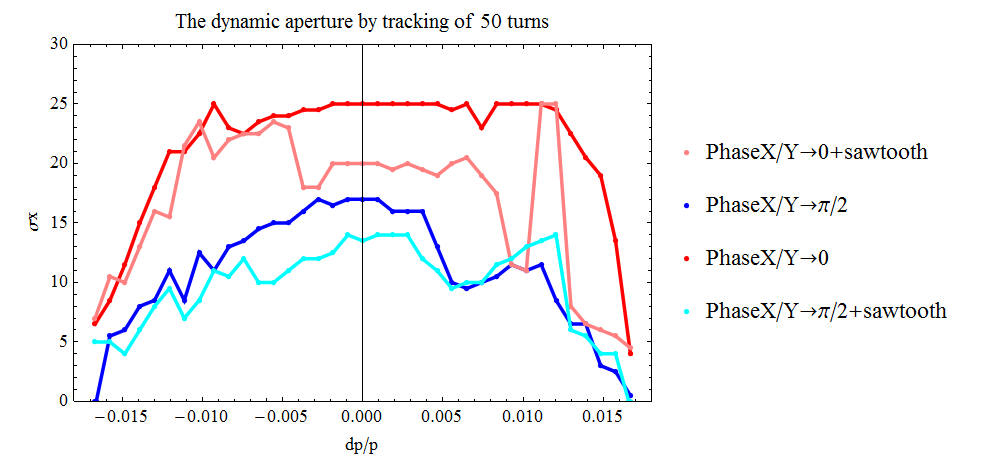 The dynamic aperture by tracking of 50 turns
30
25
20
15
10
5
0
σx
−0.015 −0.010 −0.005 0.000 0.005 0.010 0.015
dp/p
PhaseX/Y→0+sawtooth
PhaseX/Y→π/2
PhaseX/Y→0
PhaseX/Y→π/2+sawtooth